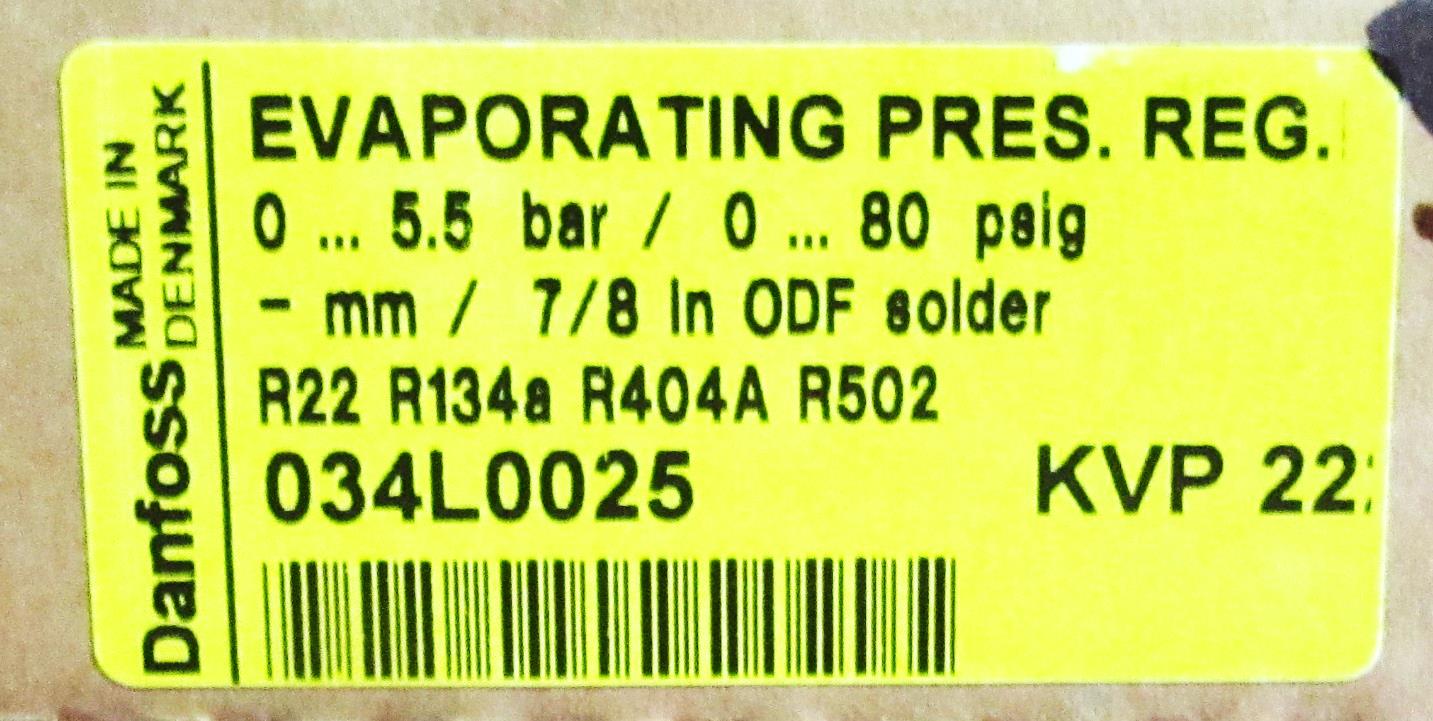 EVAPORATING PRES. REG.
0 ... 5.5 bar / 0 ... 80 psig
- mm / 7/8 in ODF solder
R22 R134a R404A R502
034L0025 KVP 22
Danfoss MADE IN
DENMARK